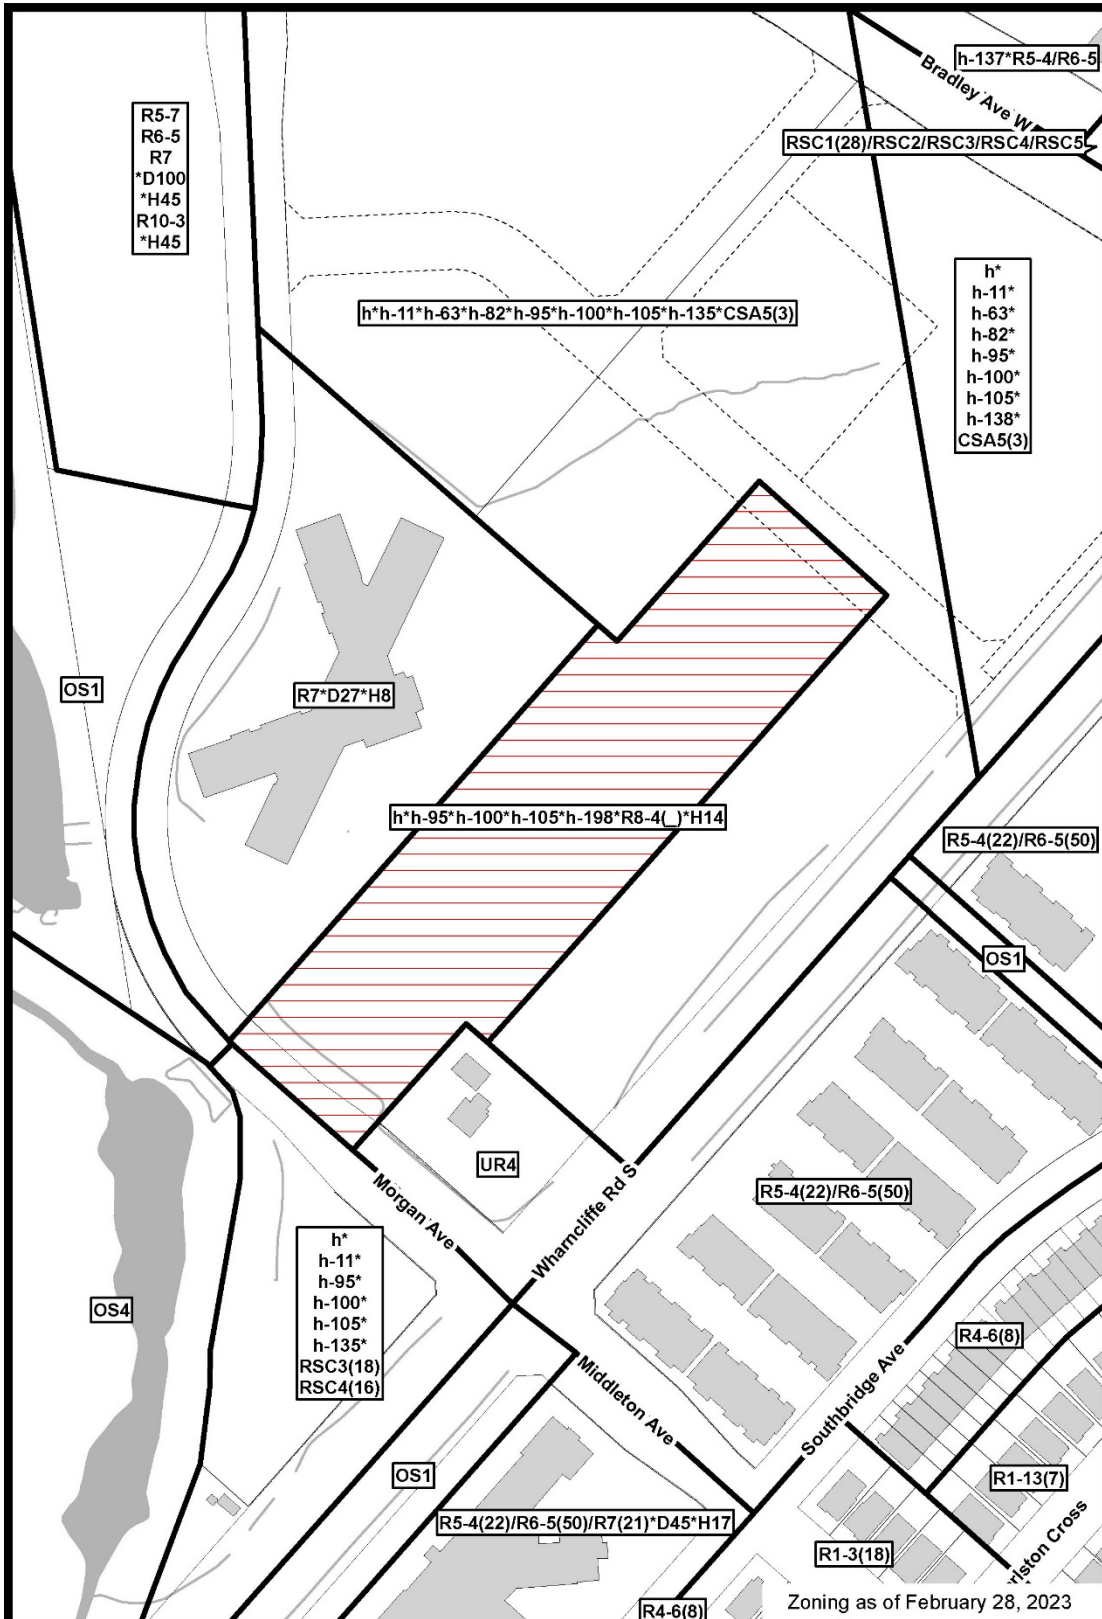 h-137*R5-4/R6-5
Bradley Ave W
RSC1(28)/RSC2/RSC3/RSC4/RSC5
R5-7
R6-5
R7
*D100
*H45
R10-3
*H45
h*h-11*h-63*h-82*h-95*h-100*h-105*h-135*CSA5(3)
h*
h-11*
h-63*
h-82*
h-95*
h-100*
h-105*
h-138*
CSA5(3)
OS1
R7*D27*H8
h*h-95*h-100*h-105*h-198*R8-4(_)*H14
R5-4(22)/R6-5(50)
OS1
UR4
Morgan Ave
Wharncliffe Rd S
R5-4(22)/R6-5(50)
h*
h-11*
h-95*
h-100*
h-105*
h-135*
RSC3(18)
RSC4(16)
OS4
R4-6(8)
Middleton Ave
Southbridge Ave
OS1
R1-13(7)
R5-4(22)/R6-5(50)/R7(21)*D45*H17
R1-3(18)
rlston Cross
R4-6(8)
Zoning as of February 28, 2023